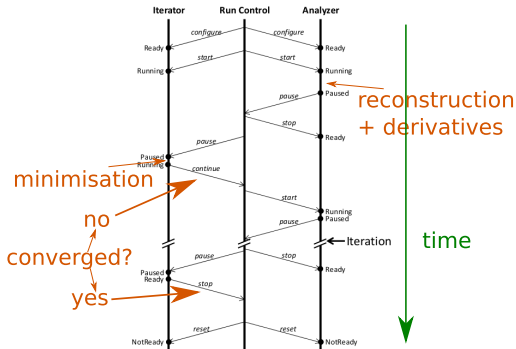 Iterator Run Control Analyzer
configure configure
Ready Ready
start start
Running Running
Paused
pause
reconstruction
+ derivatives
stop
Ready
pause
Paused
Running
continue
minimisation
start
no
Running
pause
Paused
Iteration
time
converged?
pause stop
Paused
Ready
Ready
stop
yes
reset reset
NotReady NotReady